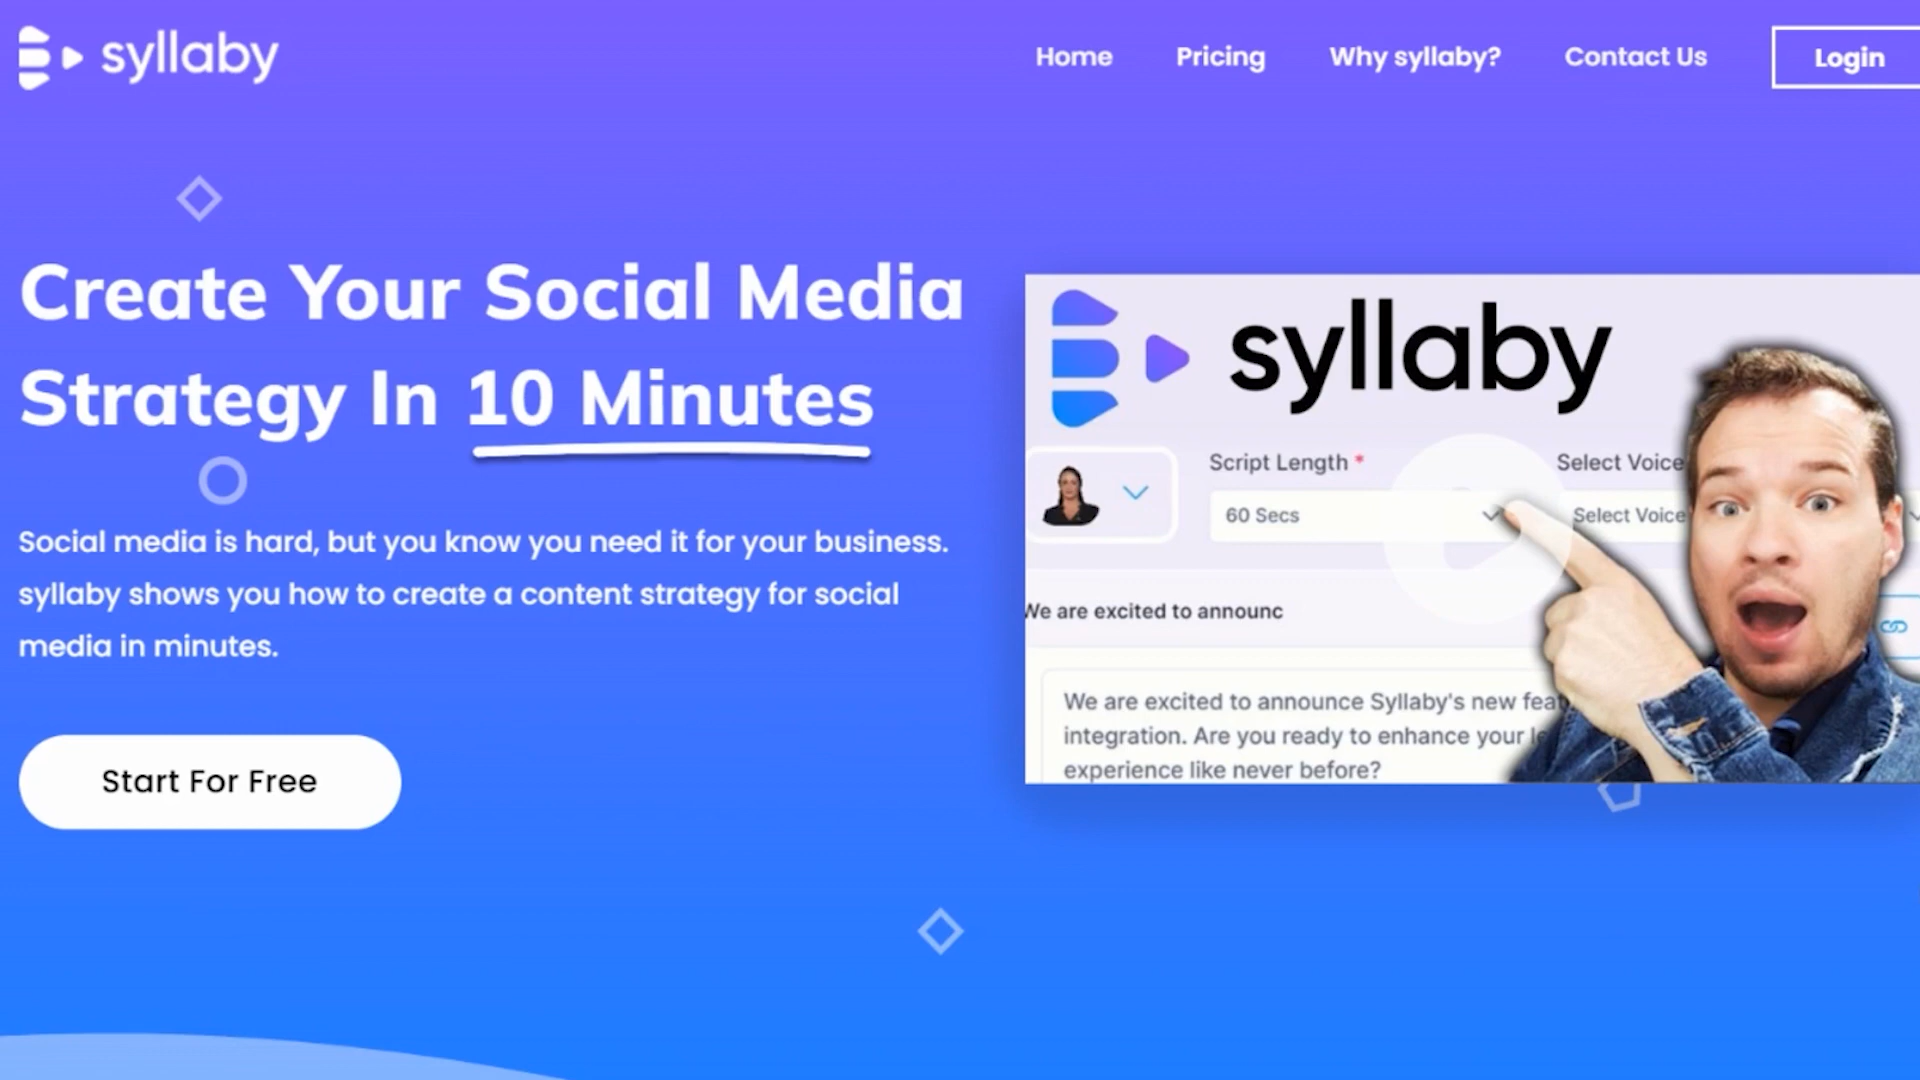 syllaby
Home Pricing Why syllaby? Contact Us Login
Create Your Social Media
Strategy In 10 Minutes
Social media is hard, but you know you need it for your business.
syllaby shows you how to create a content strategy for social
media in minutes.
Start For Free
syllaby
Script Length * Select Voice
60 Secs Select Voice
We are excited to announc
We are excited to announce Syllaby's new
integration. Are you ready to enhance your
experience like never before?